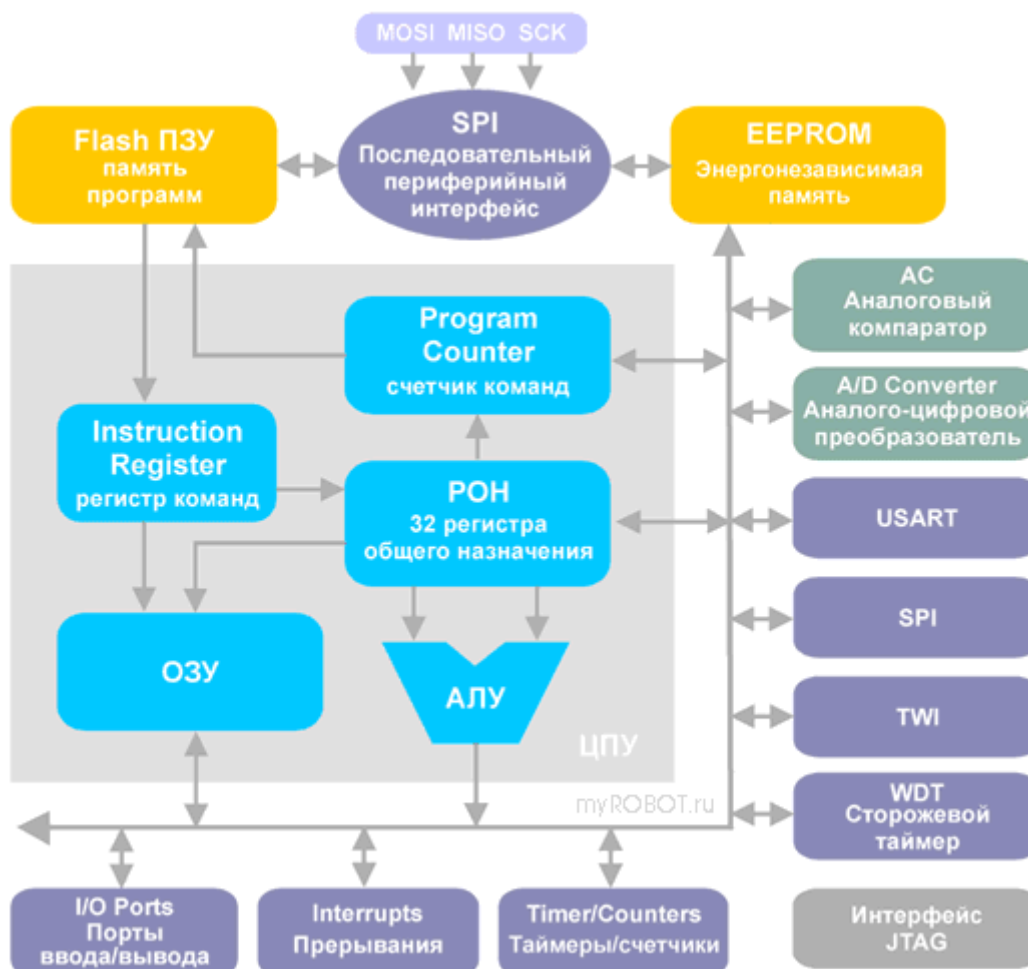 MOSI MISO SCK
SPI
Последовательный
периферийный
интерфейс
Flash ПЗУ
память
программ
EEPROM
Энергонезависимая
память
AC
Аналоговый
компаратор
Program
Counter
счетчик команд
A/D Converter
Аналого-цифровой
преобразователь
Instruction
Register
регистр команд
РОН
32 регистра
общего назначения
USART
SPI
ОЗУ
АЛУ
TWI
ЦПУ
myROBOT.ru
WDT
Сторожевой
таймер
I/O Ports
Порты
ввода/вывода
Interrupts
Прерывания
Timer/Counters
Таймеры/счетчики
Интерфейс
JTAG